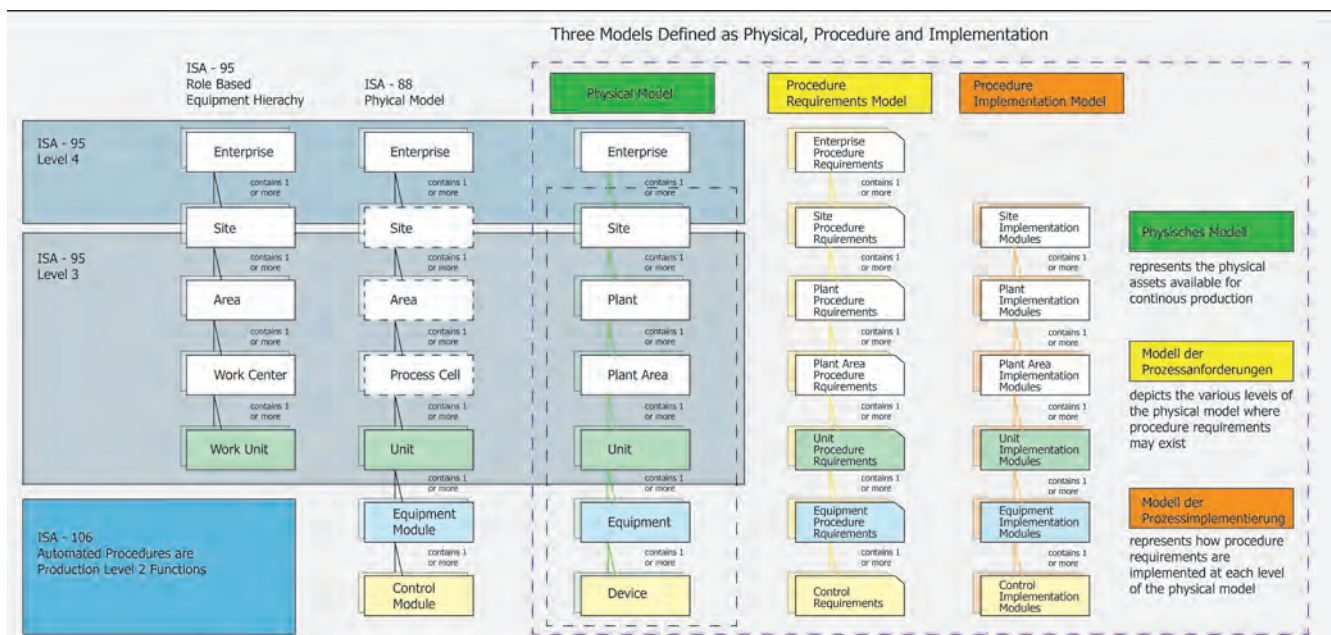 Three Models Defined as Physical, Procedure and Implementation
ISA - 95
Role Based
Equipment Hierachy
ISA - 88
Phyical Model
Physical Model
Procedure
Requirements Model
Procedure
Implementation Model
ISA - 95
Level 4
Enterprise
Enterprise
Enterprise
Enterprise
Procedure
Requirements
contains 1
or more
contains 1
or more
contains 1
or more
contains 1
or more
Site
Site
Site
Site
Procedure
Rquirements
Site
Implementation
Modules
Physisches Modell
represents the physical
assets available for
continous production
ISA - 95
Level 3
contains 1
or more
contains 1
or more
contains 1
or more
contains 1
or more
contains 1
or more
Area
Area
Plant
Plant
Procedure
Rquirements
Plant
Implementation
Modules
contains 1
or more
contains 1
or more
contains 1
or more
contains 1
or more
contains 1
or more
Work Center
Process Cell
Plant Area
Plant Area
Procedure
Rquirements
Plant Area
Implementation
Modules
Modell der
Prozessanforderungen
depicts the various levels of
the physical model where
procedure requirements
may exist
contains 1
or more
contains 1
or more
contains 1
or more
contains 1
or more
contains 1
or more
Work Unit
Unit
Unit
Unit
Procedure
Rquirements
Unit
Implementation
Modules
contains 1
or more
contains 1
or more
contains 1
or more
contains 1
or more
ISA - 106
Automated Procedures are
Production Level 2 Functions
Equipment
Module
Equipment
Equipment
Procedure
Rquirements
Equipment
Implementation
Modules
Modell der
Prozessimplementierung
represents how procedure
requirements are
implemented at each level
of the physical model
contains 1
or more
contains 1
or more
contains 1
or more
contains 1
or more
Control
Module
Device
Control
Requirements
Control
Implementation
Modules